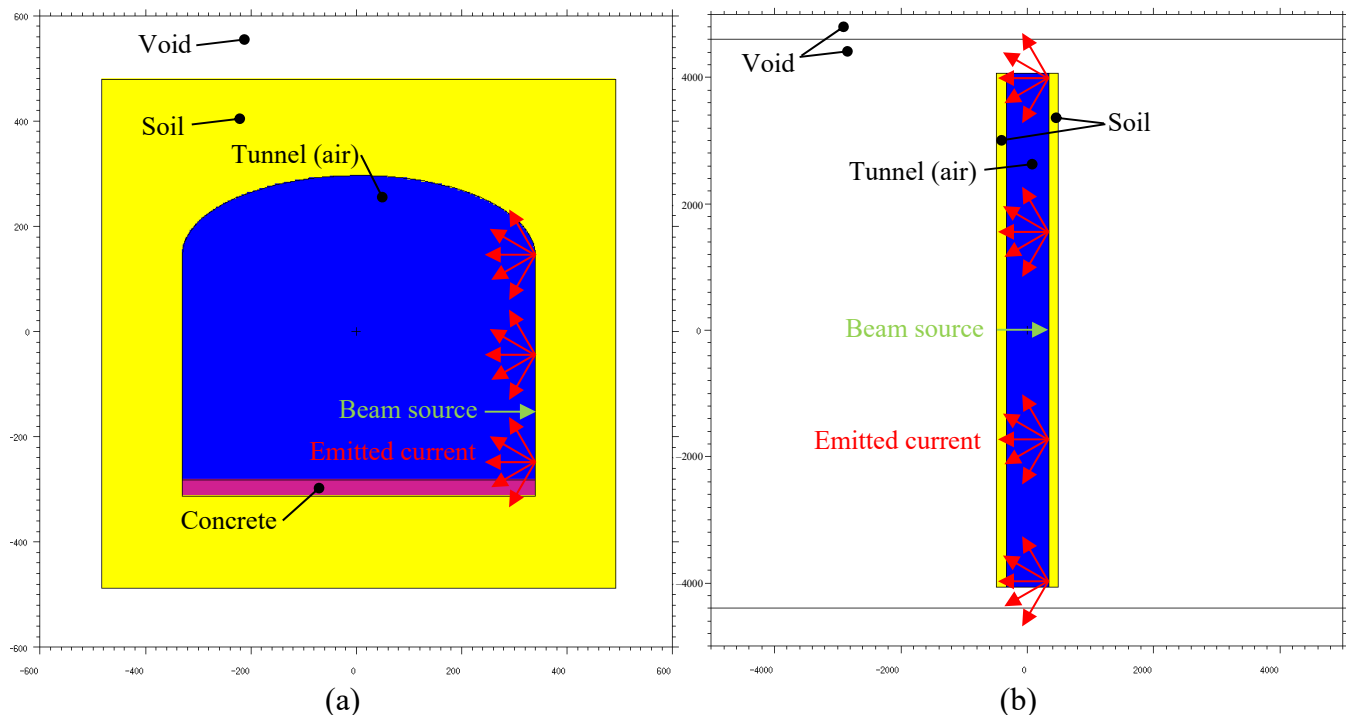 600
400
200
0
−200
−400
−600
−600
−400
−200
0
200
400
600
Void
Soil
Tunnel (air)
Beam source
Emitted current
Concrete
(a)
4000
2000
0
−2000
−4000
−4000
−2000
0
2000
4000
Void
Soil
Tunnel (air)
Beam source
Emitted current
(b)